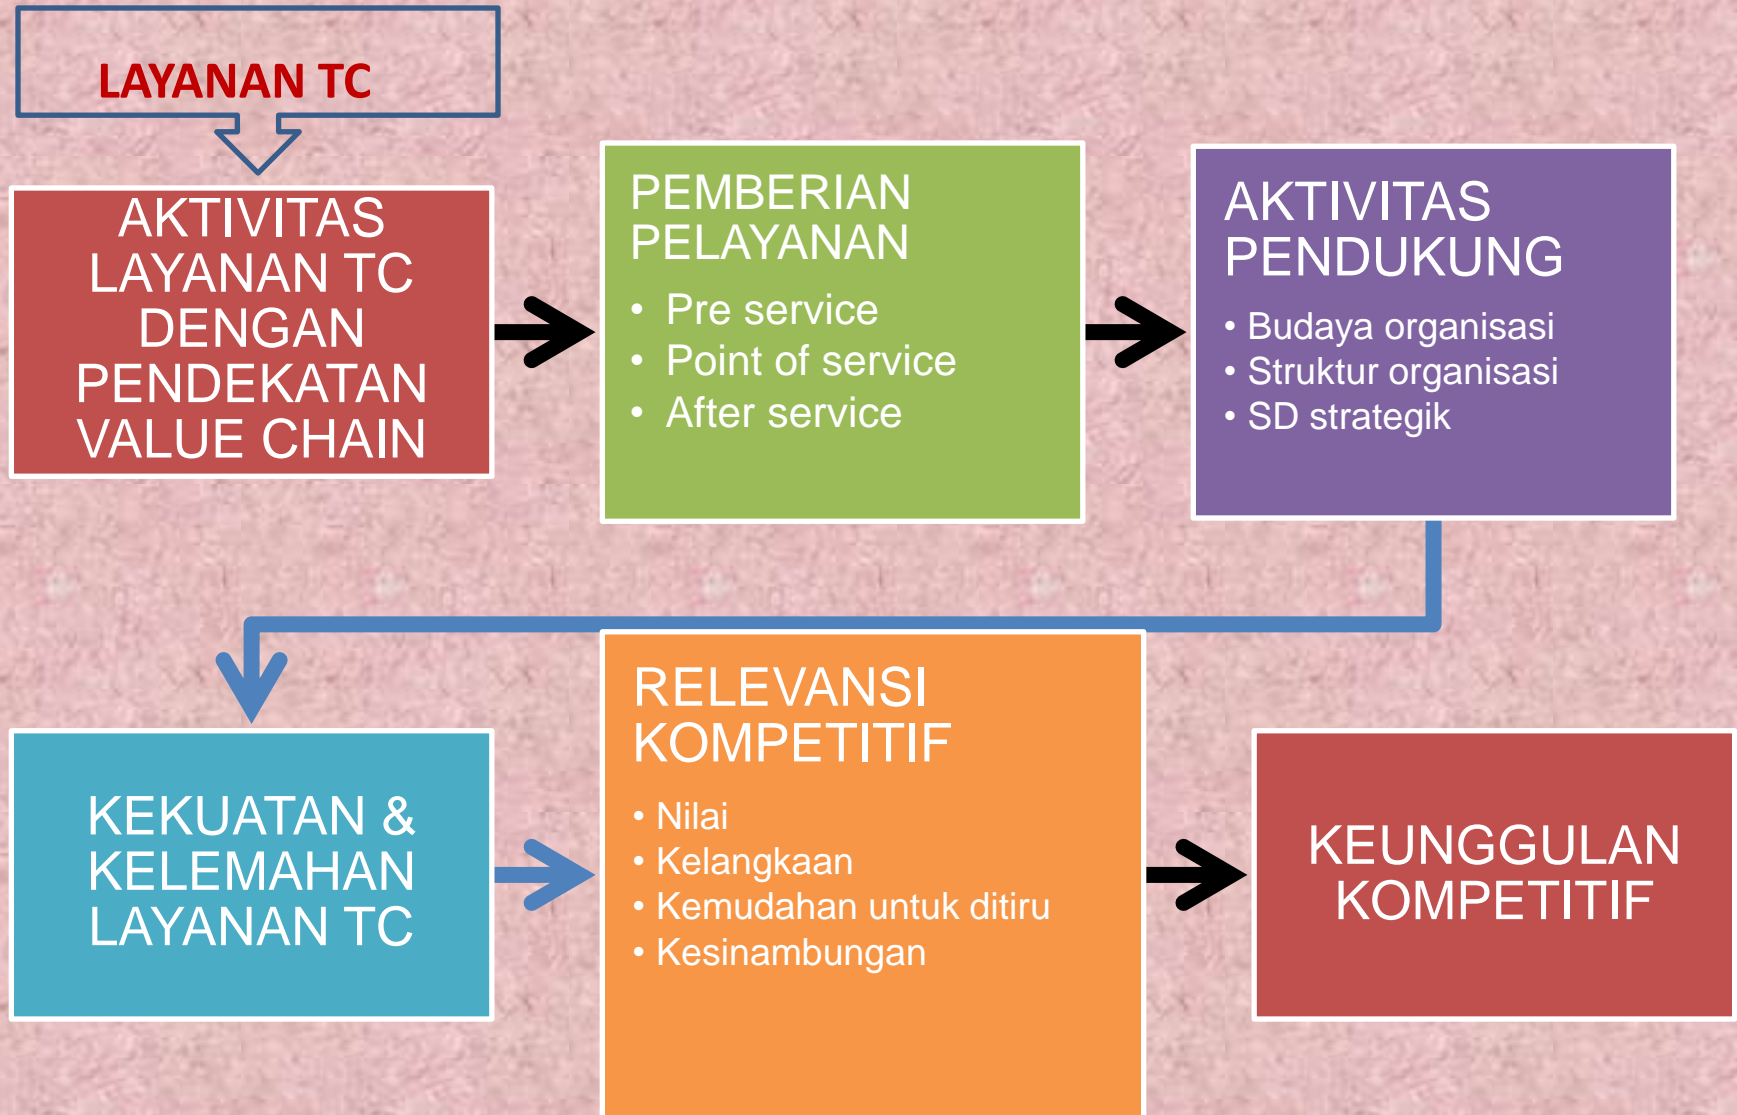 LAYANAN TC
AKTIVITAS
LAYANAN TC
DENGAN
PENDEKATAN
VALUE CHAIN
PEMBERIAN
PELAYANAN
• Pre service
• Point of service
• After service
AKTIVITAS
PENDUKUNG
• Budaya organisasi
• Struktur organisasi
• SD strategik
KEKUATAN &
KELEMAHAN
LAYANAN TC
RELEVANSI
KOMPETITIF
• Nilai
• Kelangkaan
• Kemudahan untuk ditiru
• Kesinambungan
KEUNGGULAN
KOMPETITIF